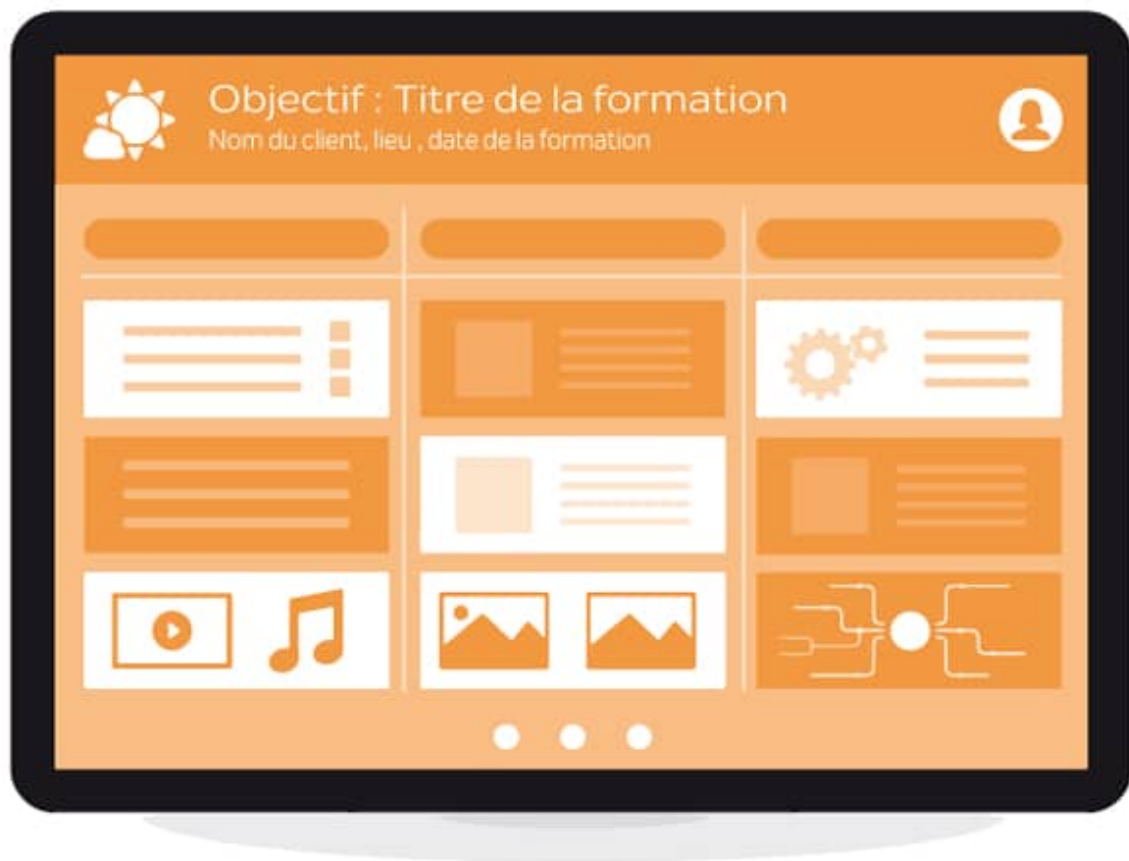 Objectif : Titre de la formation
Nom du client, lieu , date de la formation